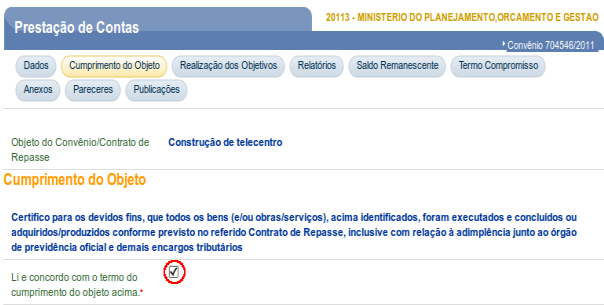 20113 - MINISTERIO DO PLANEJAMENTO,ORCAMENTO E GESTAO
Prestação de Contas
Convênio 704546/2011
Dados Cumprimento do Objeto Realização dos Objetivos Relatórios Saldo Remanescente Termo Compromisso
Anexos Pareceres Publicações
Objeto do Convênio/Contrato de Construção de telecentro
Repasse
Cumprimento do Objeto
Certifico para os devidos fins, que todos os bens (e/ou obras/serviços), acima identificados, foram executados e concluídos ou
adquiridos/produzidos conforme previsto no referido Contrato de Repasse, inclusive com relação à adimplência junto ao órgão
de previdência oficial e demais encargos tributários
Li e concordo com o termo do
cumprimento do objeto acima.*